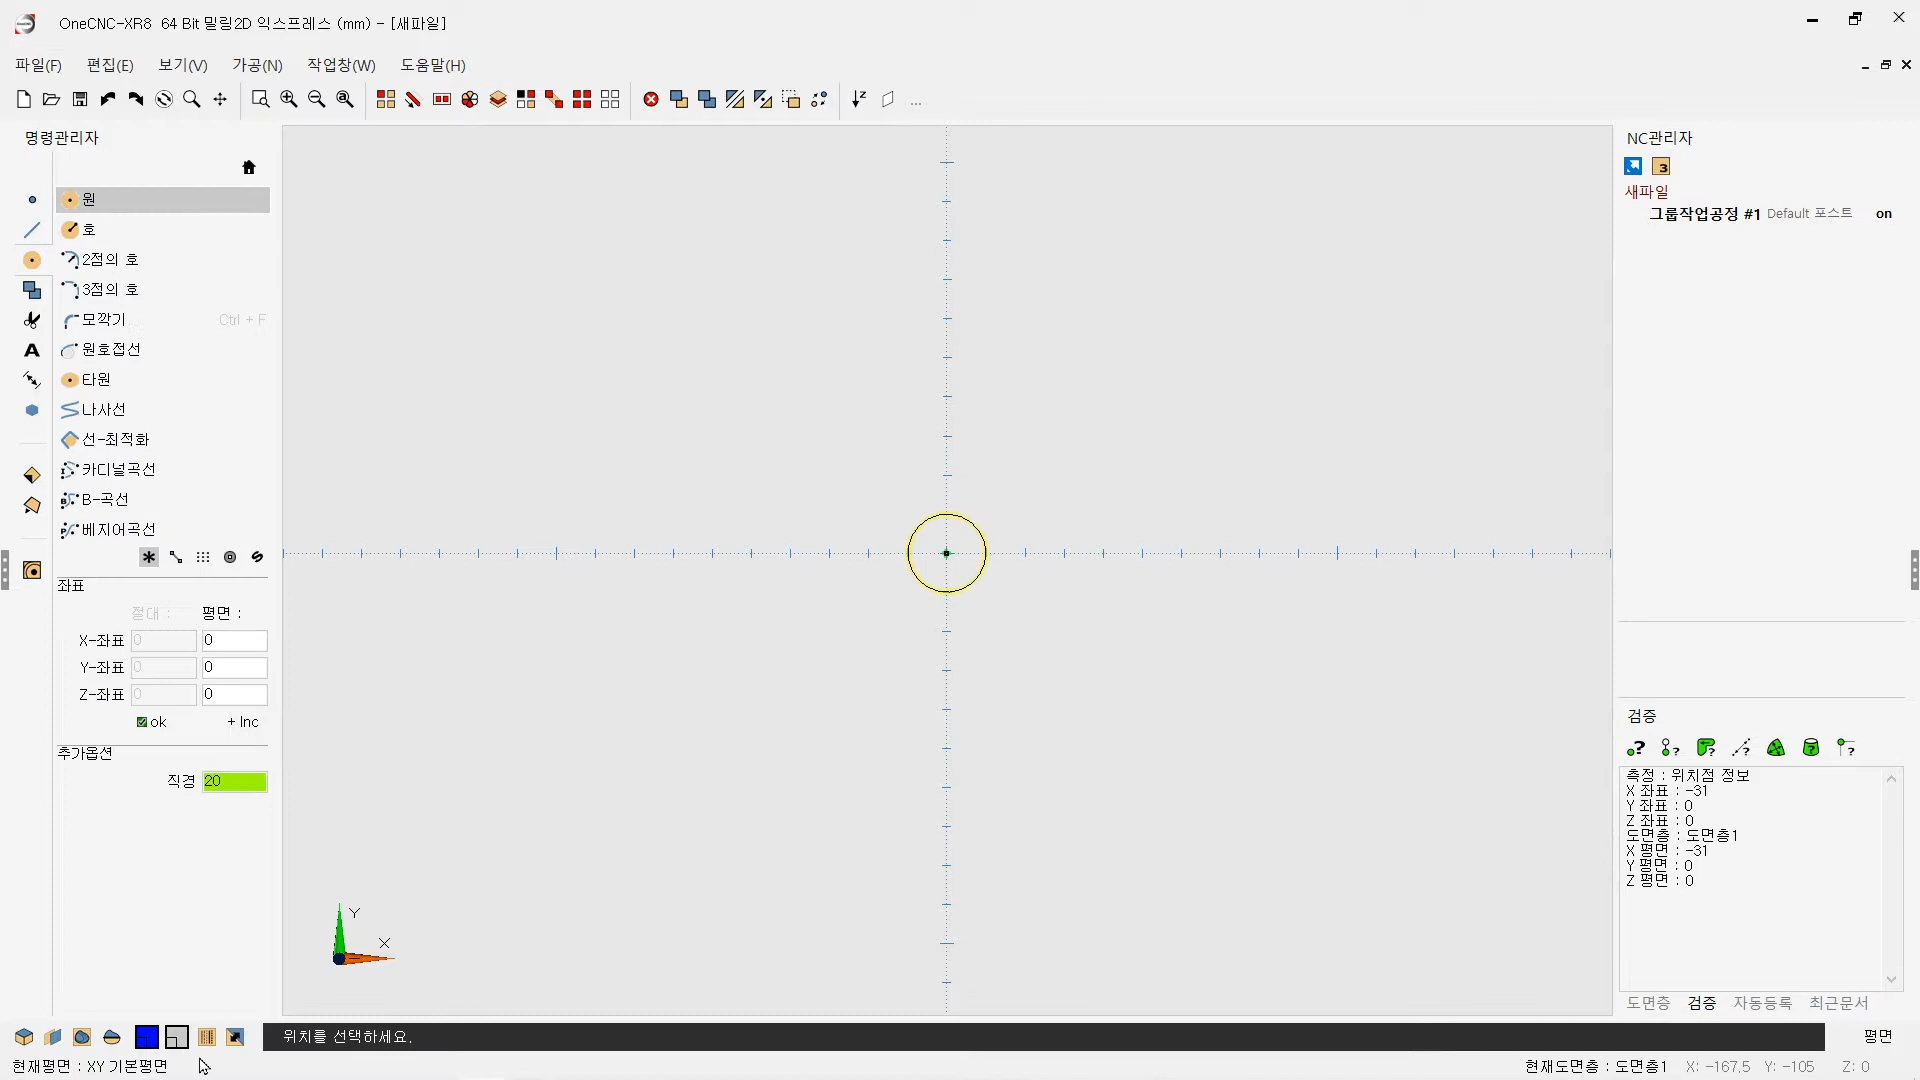 OneCNC-XR8  64 Bit 밀링2D 익스프레스 (mm) - [새파일]
파일(F) 편집(E) 보기(V) 가공(N) 작업창(W) 도움말(H)
...
명령관리자
원
호
2점의 호
3점의 호
모깍기 Ctrl + F
원호접선
타원
나사선
선-최적화
카디널곡선
B-곡선
베지어곡선
좌표
절대 : 평면 :
X-좌표 0 0
Y-좌표 0 0
Z-좌표 0 0
ok + Inc
추가옵션
직경 20
Y
X
NC관리자
3
새파일
그룹작업공정 #1 Default 포스트 on
검증
측정 : 위치점 정보
X 좌표 : -31
Y 좌표 : 0
Z 좌표 : 0
도면층 : 도면층1
X 평면 : -31
Y 평면 : 0
Z 평면 : 0
도면층 검증 자동등록 최근문서
위치를 선택하세요. 평면
현재평면 : XY 기본평면 현재도면층 : 도면층1 X: -167.5 Y: -105 Z: 0